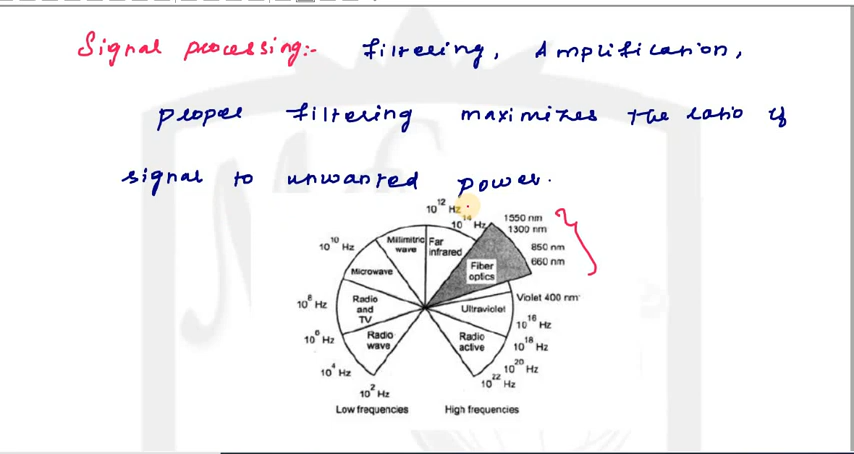 Signal processing:- filtering, Amplification,
proper filtering maximizes the ratio of
signal to unwanted power.
10^12 Hz
10^14 Hz
1550 nm
1300 nm
850 nm
660 nm
10^10 Hz
Millimitric wave
Far infrared
Fiber optics
Microwave
Violet 400 nm
10^8 Hz
Radio and TV
Ultraviolet
10^16 Hz
10^6 Hz
Radio wave
Radio active
10^18 Hz
10^4 Hz
10^20 Hz
10^22 Hz
10^2 Hz
Low frequencies
High frequencies